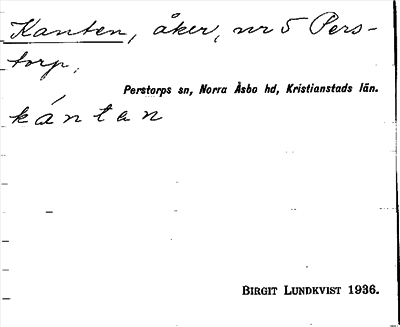 Kanten, åker, nr 5 Pers-
torp.
Perstorps sn, Norra Åsbo hd, Kristianstads län.
kántan
BIRGIT LUNDKVIST 1936.